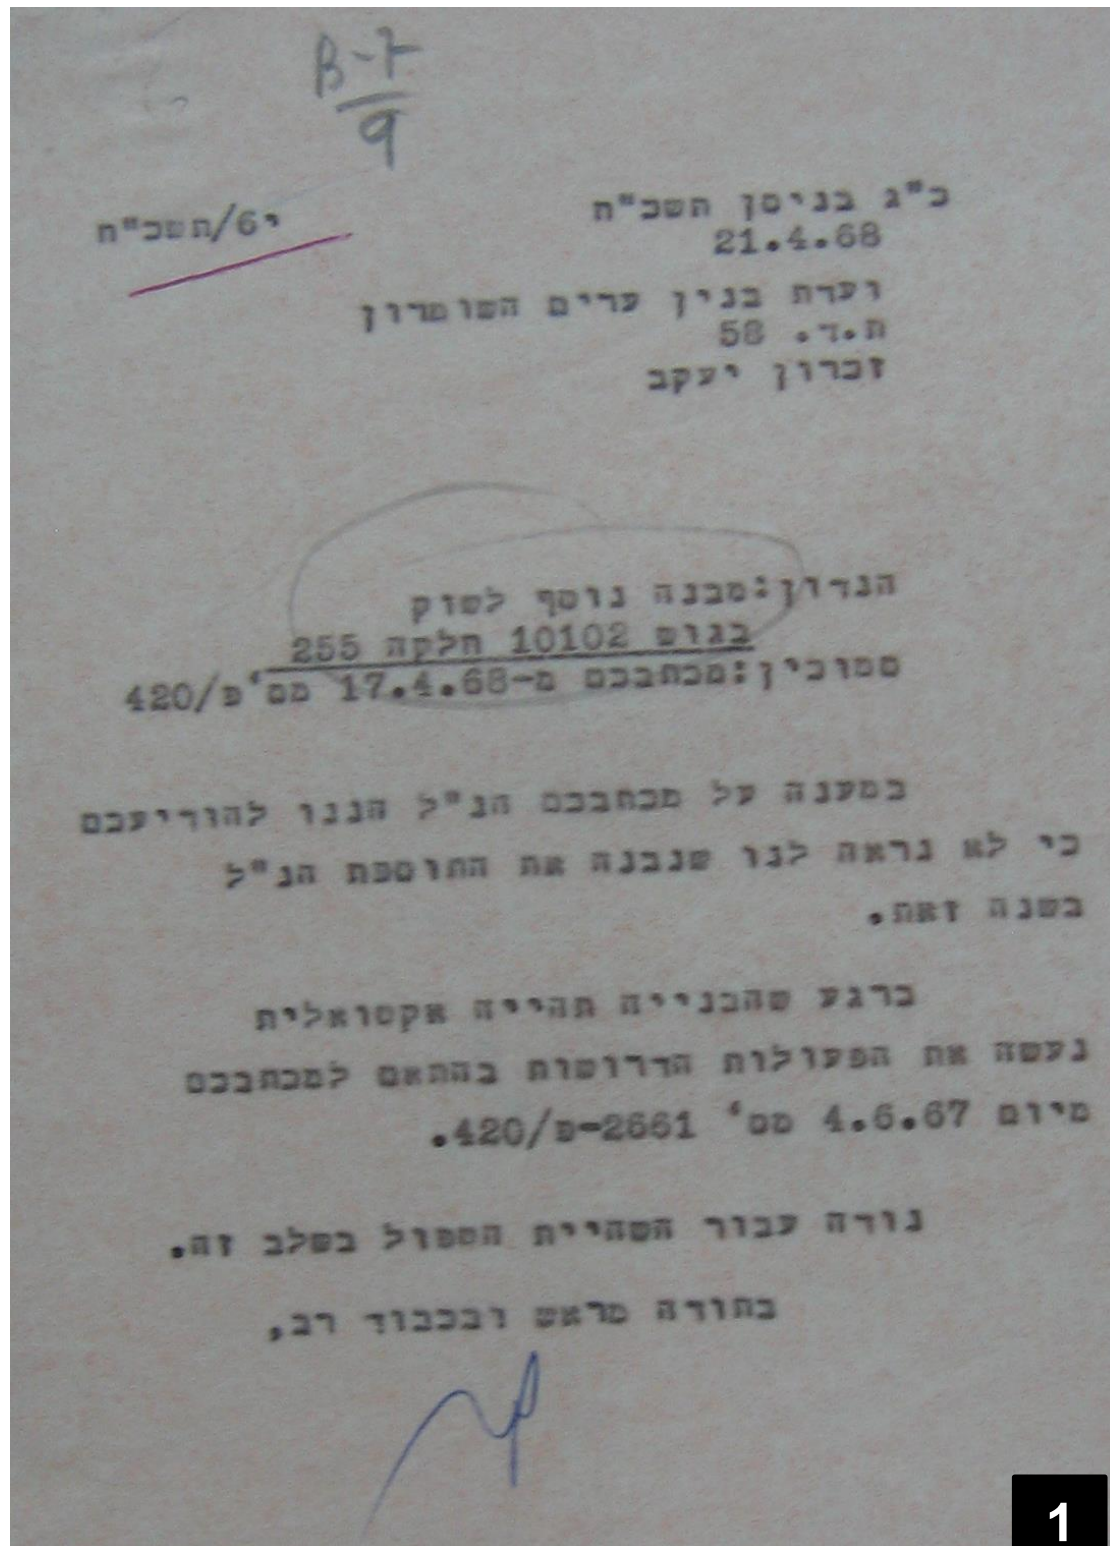 B-7
9
כ"ג בניסן תשכ"ח
י6/תשכ"ח
21.4.68
ועדת בנין ערים השומרון
ת.ד. 58
זכרון יעקב
הנדון:מבנה נוסף לשוק
בגוש 10102 חלקה 255
סמוכין:מכתבכם מ-17.4.68 מס'פ/420
במענה על מכתבכם הנ"ל הננו להודיעכם
כי לא נראה לנו שנבנה את התוספת הנ"ל
בשנה זאת.
ברגע שהבנייה תהייה אקטואלית
נעשה את הפעולות הדרושות בהתאם למכתבכם
מיום 4.6.67 מס' 2661-פ/420.
נודה עבור השהיית הטפול בשלב זה.
בתודה מראש ובכבוד רב,
1